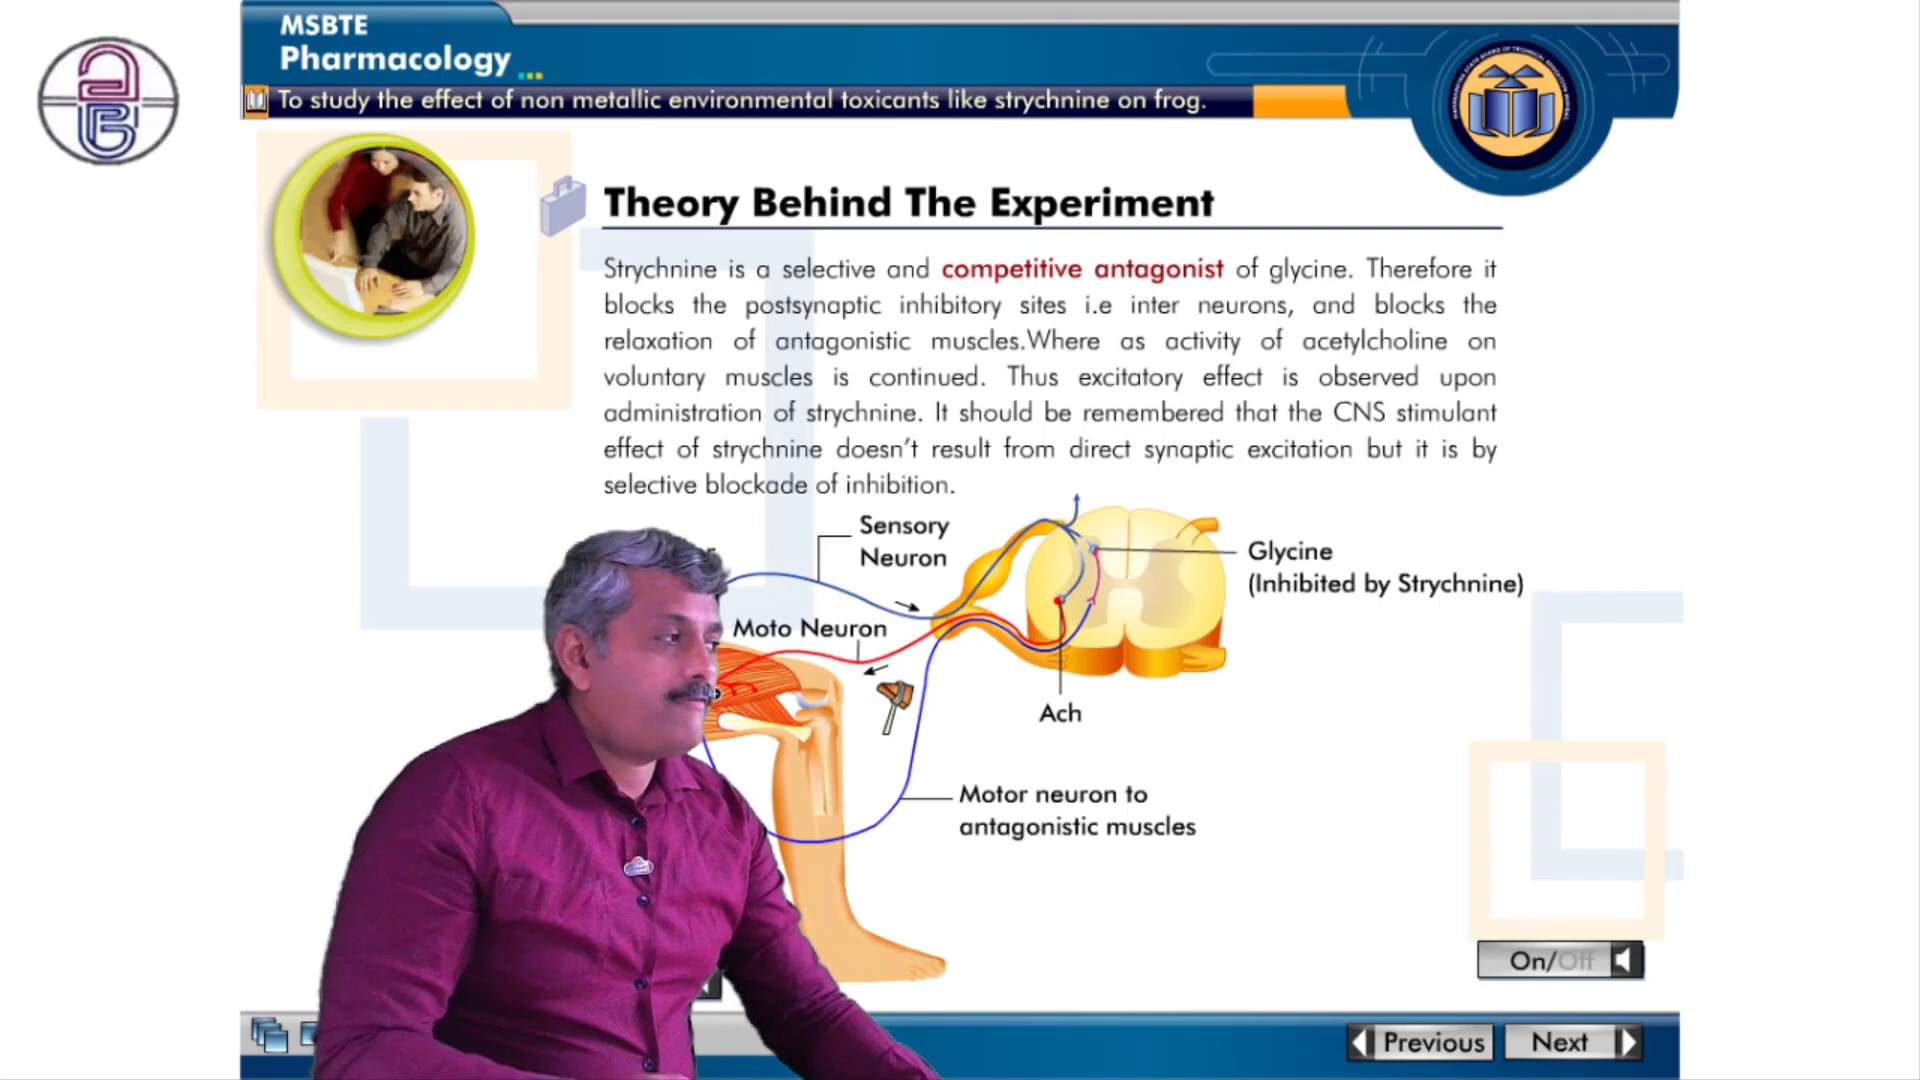 MSBTE
Pharmacology
To study the effect of non metallic environmental toxicants like strychnine on frog.
Theory Behind The Experiment
Strychnine is a selective and competitive antagonist of glycine. Therefore it
blocks the postsynaptic inhibitory sites i.e inter neurons, and blocks the
relaxation of antagonistic muscles.Where as activity of acetylcholine on
voluntary muscles is continued. Thus excitatory effect is observed upon
administration of strychnine. It should be remembered that the CNS stimulant
effect of strychnine doesn't result from direct synaptic excitation but it is by
selective blockade of inhibition.
Sensory
Neuron
Glycine
(Inhibited by Strychnine)
Moto Neuron
Ach
Motor neuron to
antagonistic muscles
On/Off
Previous
Next